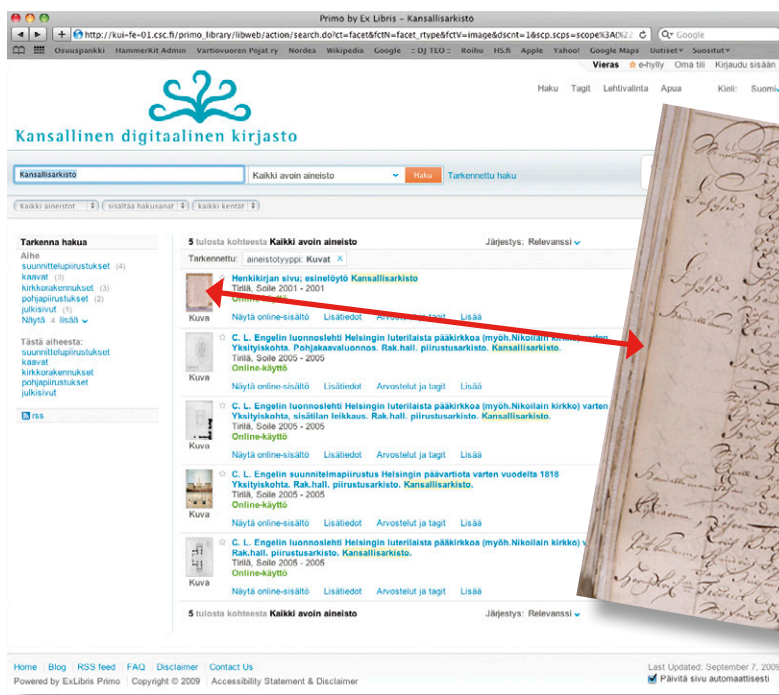 Primo by Ex Libris – Kansallisarkisto
http://kui-fe-01.csc.fi/primo_library/libweb/action/search.do?ct=facet&fctN=facet_rtype&fctV=image&dscnt=1&scp.scps=scope%3A()%22
Google
Osuuspankki HammerKit Admin Vartiovuoren Pojat ry Nordea Wikipedia Google :: DJ TEO :: Roihu HS.fi Apple Yahoo! Google Maps Uutiset Suositut
Vieras e-hylly Oma tili Kirjaudu sisään
Haku Tagit Lehtivalinta Apua Kieli: Suomi
Kansallinen digitaalinen kirjasto
Kansallisarkisto Kaikki avoin aineisto Haku Tarkennettu haku
Kaikki aineistot sisältää hakusanat kaikki kentät
Tarkenna hakua
Aihe
suunnittelupiirustukset (4)
kaavat (3)
kirkkorakennukset (3)
pohjapiirustukset (2)
julkisivut (1)
Näytä 4 lisää
Tästä aiheesta:
suunnittelupiirustukset
kaavat
kirkkorakennukset
pohjapiirustukset
julkisivut
rss
5 tulosta kohteesta Kaikki avoin aineisto Järjestys: Relevanssi
Tarkennettu: aineistotyyppi: Kuvat X
Henkikirjan sivu; esinelöytö Kansallisarkisto
Tirilä, Soile 2001 - 2001
Online-käyttö
Kuva
Näytä online-sisältö Lisätiedot Arvostelut ja tagit Lisää
C. L. Engelin luonnoslehti Helsingin luterilaista pääkirkkoa (myöh.Nikolain kirkko) varten
Yksityiskohta. Pohjakaavaluonnos. Rak.hall. piirustusarkisto. Kansallisarkisto.
Tirilä, Soile 2005 - 2005
Online-käyttö
Kuva
Näytä online-sisältö Lisätiedot Arvostelut ja tagit Lisää
C. L. Engelin luonnoslehti Helsingin luterilaista pääkirkkoa (myöh.Nikolain kirkko) varten
Yksityiskohta, sisätilan leikkaus. Rak.hall. piirustusarkisto. Kansallisarkisto.
Tirilä, Soile 2005 - 2005
Online-käyttö
Kuva
Näytä online-sisältö Lisätiedot Arvostelut ja tagit Lisää
C. L. Engelin suunnitelmapiirustus Helsingin päävartiota varten vuodelta 1818
Yksityiskohta. Rak.hall. piirustusarkisto. Kansallisarkisto.
Tirilä, Soile 2005 - 2005
Online-käyttö
Kuva
Näytä online-sisältö Lisätiedot Arvostelut ja tagit Lisää
C. L. Engelin luonnoslehti Helsingin luterilaista pääkirkkoa (myöh.Nikolain kirkko)
Rak.hall. piirustusarkisto. Kansallisarkisto.
Tirilä, Soile 2005 - 2005
Online-käyttö
Kuva
Näytä online-sisältö Lisätiedot Arvostelut ja tagit Lisää
5 tulosta kohteesta Kaikki avoin aineisto Järjestys: Relevanssi
Home Blog RSS feed FAQ Disclaimer Contact Us
Powered by ExLibris Primo Copyright © 2009 Accessibility Statement & Disclaimer
Last Updated: September 7, 2009
Päivitä sivu automaattisesti